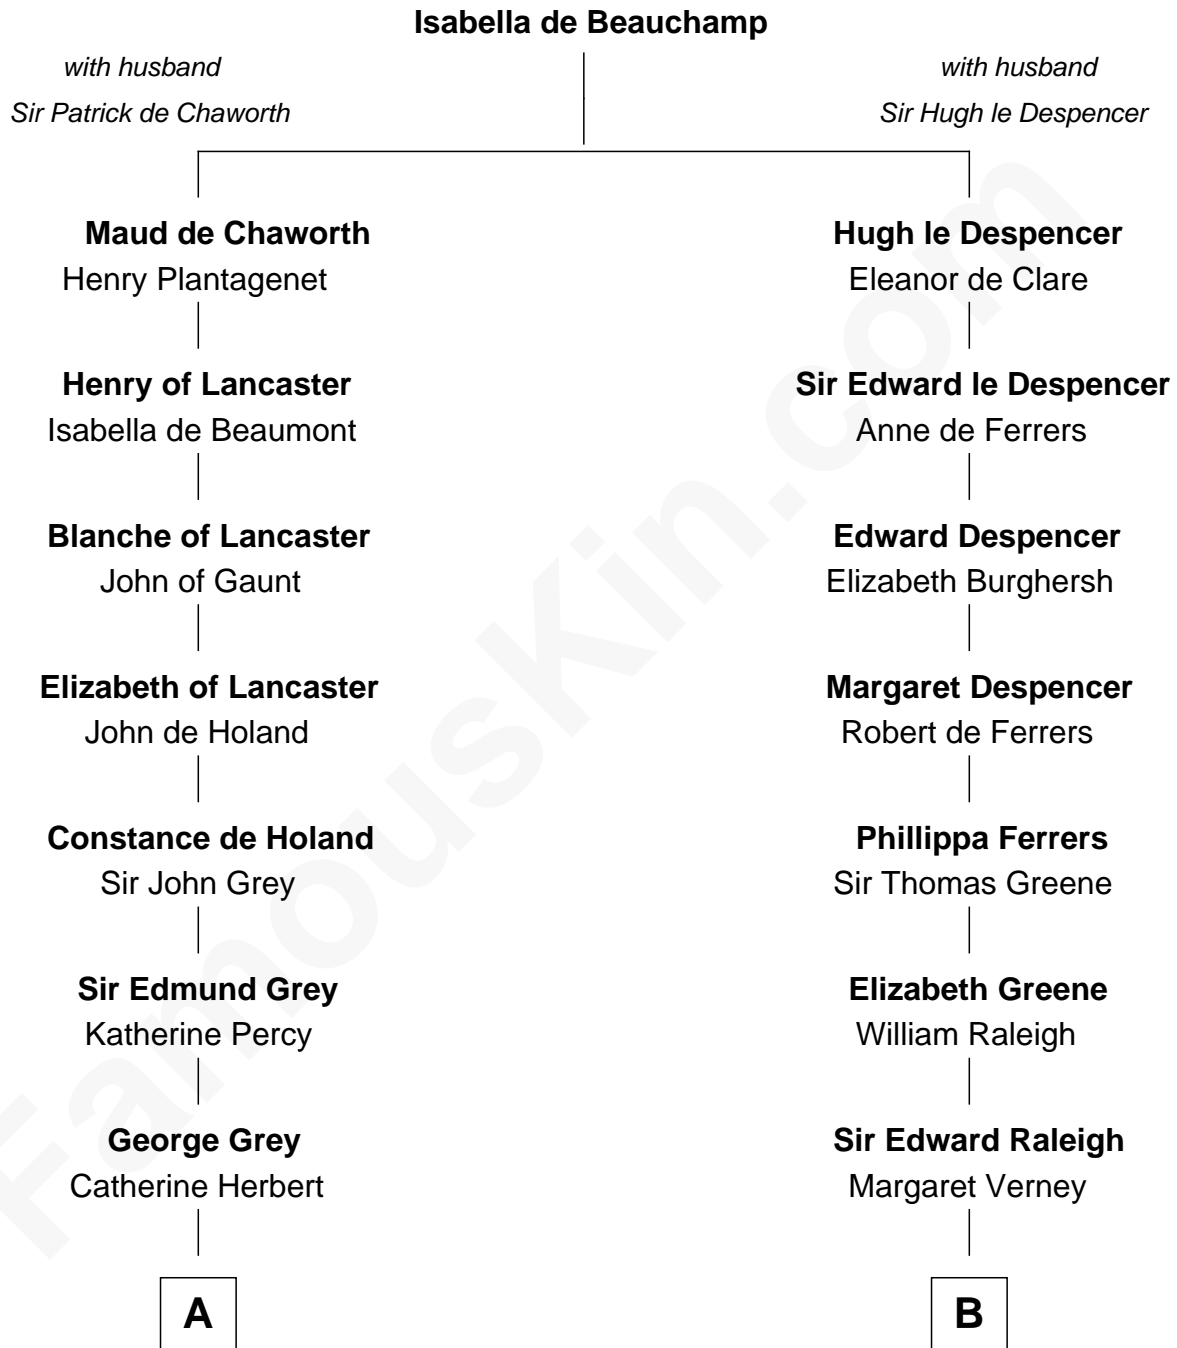 Isabella de Beauchamp
with husband
Sir Patrick de Chaworth
with husband
Sir Hugh le Despencer
Maud de Chaworth
Henry Plantagenet
Hugh le Despencer
Eleanor de Clare
Henry of Lancaster
Isabella de Beaumont
Sir Edward le Despencer
Anne de Ferrers
Blanche of Lancaster
John of Gaunt
Edward Despencer
Elizabeth Burghersh
Elizabeth of Lancaster
John de Holand
Margaret Despencer
Robert de Ferrers
Constance de Holand
Sir John Grey
Phillippa Ferrers
Sir Thomas Greene
Sir Edmund Grey
Katherine Percy
Elizabeth Greene
William Raleigh
George Grey
Catherine Herbert
Sir Edward Raleigh
Margaret Verney
A
B
FamousKin.com